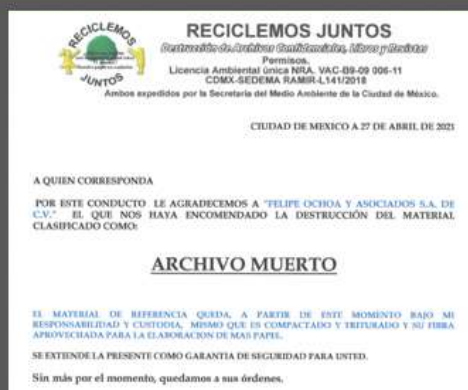 RECICLEMOS
JUNTOS
RECICLEMOS JUNTOS
Destrucción de Archivos Confidenciales, Libros y Revistas
Permisos.
Licencia Ambiental única NRA. VAC-B9-09 006-11
CDMX-SEDEMA RAMIR-L141/2018
Ambos expedidos por la Secretaria del Medio Ambiente de la Ciudad de México.
CIUDAD DE MEXICO A 27 DE ABRIL DE 2021
A QUIEN CORRESPONDA
POR ESTE CONDUCTO LE AGRADECEMOS A "FELIPE OCHOA Y ASOCIADOS S.A. DE
C.V." EL QUE NOS HAYA ENCOMENDADO LA DESTRUCCIÓN DEL MATERIAL
CLASIFICADO COMO:
ARCHIVO MUERTO
EL MATERIAL DE REFERENCIA QUEDA, A PARTIR DE ESTE MOMENTO BAJO MI
RESPONSABILIDAD Y CUSTODIA, MISMO QUE ES COMPACTADO Y TRITURADO Y SU FIBRA
APROVECHADA PARA LA ELABORACION DE MAS PAPEL.
SE EXTIENDE LA PRESENTE COMO GARANTIA DE SEGURIDAD PARA USTED.
Sin más por el momento, quedamos a sus órdenes.